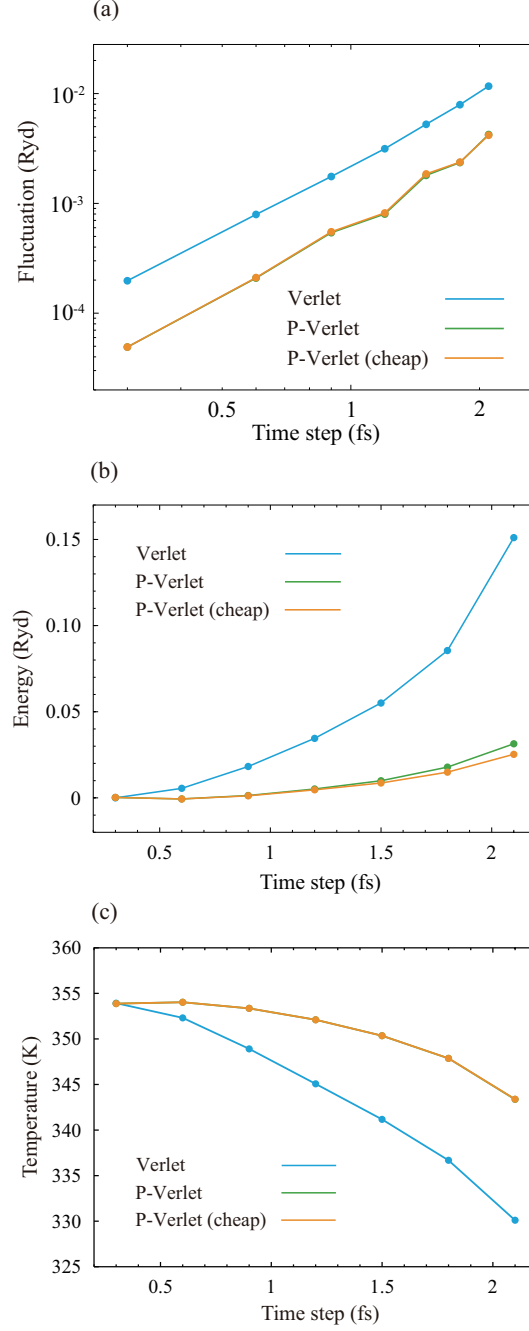 (a)
10⁻²
10⁻³
10⁻⁴
Fluctuation (Ryd)
Verlet
P-Verlet
P-Verlet (cheap)
0.5 1 2
Time step (fs)
(b)
0.15
0.10
0.05
0
Energy (Ryd)
Verlet
P-Verlet
P-Verlet (cheap)
0.5 1 1.5 2
Time step (fs)
(c)
360
355
350
345
340
335
330
325
Temperature (K)
Verlet
P-Verlet
P-Verlet (cheap)
0.5 1 1.5 2
Time step (fs)